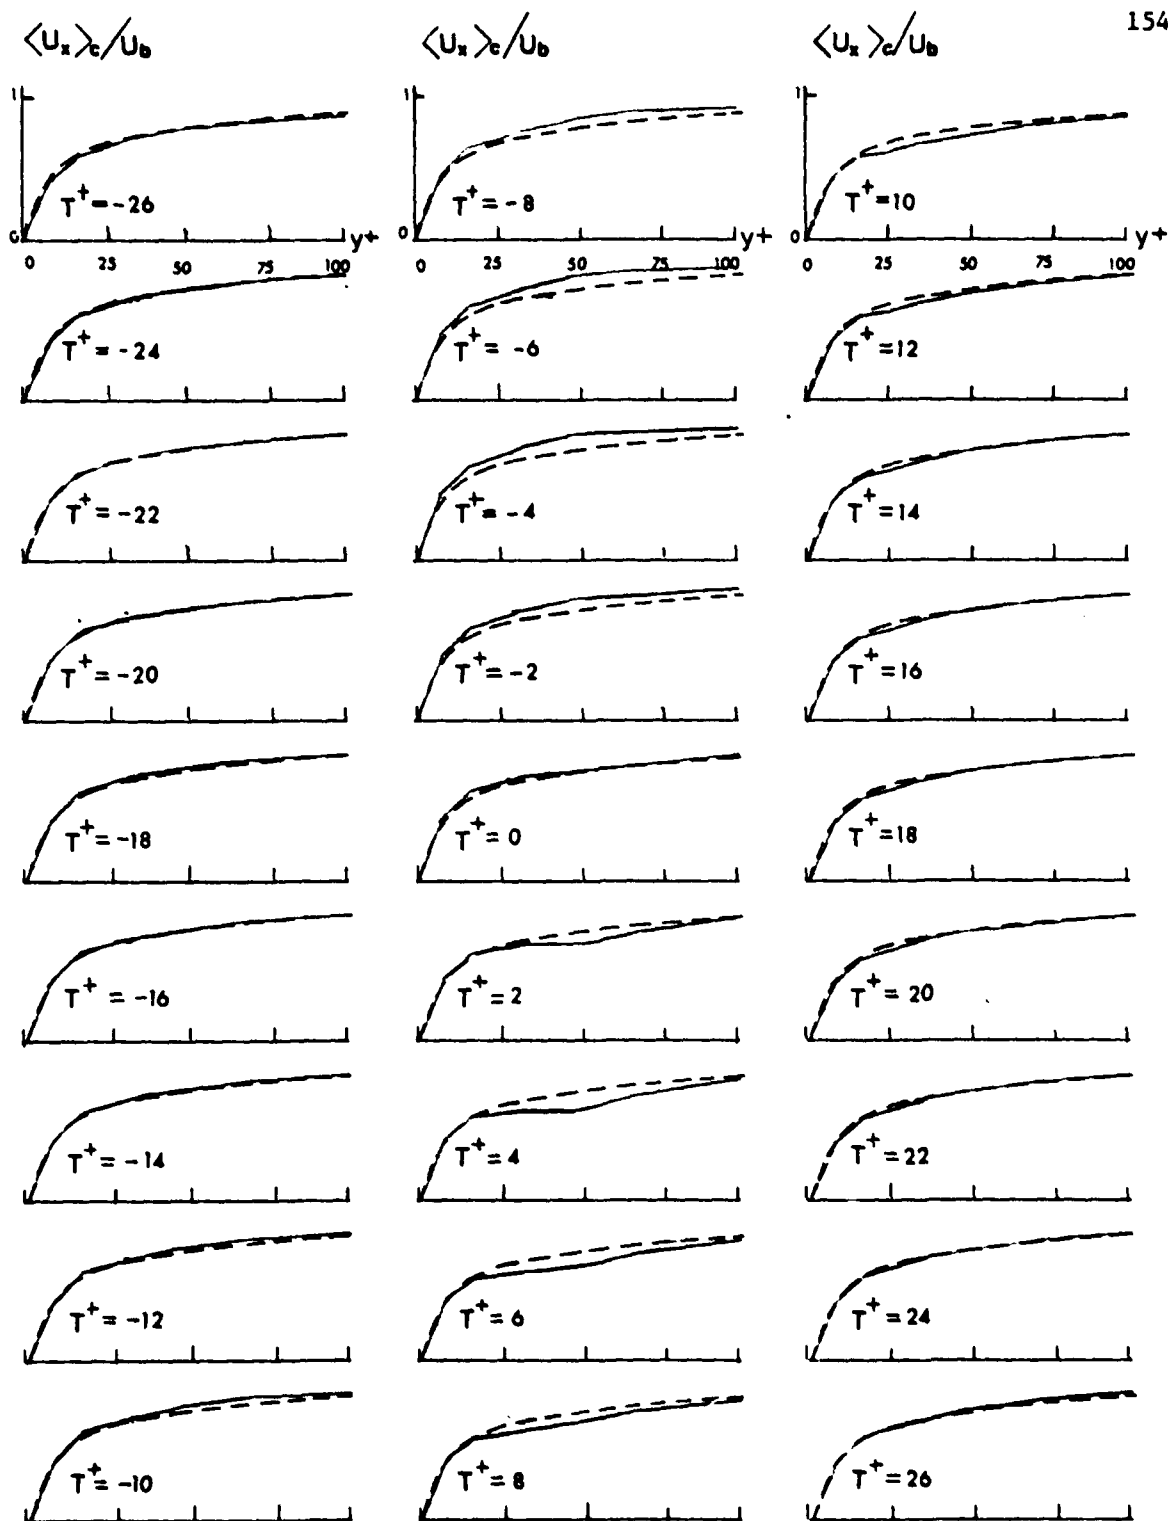 154
⟨Ux⟩c/Ub ⟨Ux⟩c/Ub ⟨Ux⟩c/Ub
1 1 1
T+ = -26 T+ = -8 T+ = 10
0 y+ 0 y+ 0 y+
0 25 50 75 100 0 25 50 75 100 0 25 50 75 100
T+ = -24 T+ = -6 T+ = 12
T+ = -22 T+ = -4 T+ = 14
T+ = -20 T+ = -2 T+ = 16
T+ = -18 T+ = 0 T+ = 18
T+ = -16 T+ = 2 T+ = 20
T+ = -14 T+ = 4 T+ = 22
T+ = -12 T+ = 6 T+ = 24
T+ = -10 T+ = 8 T+ = 26